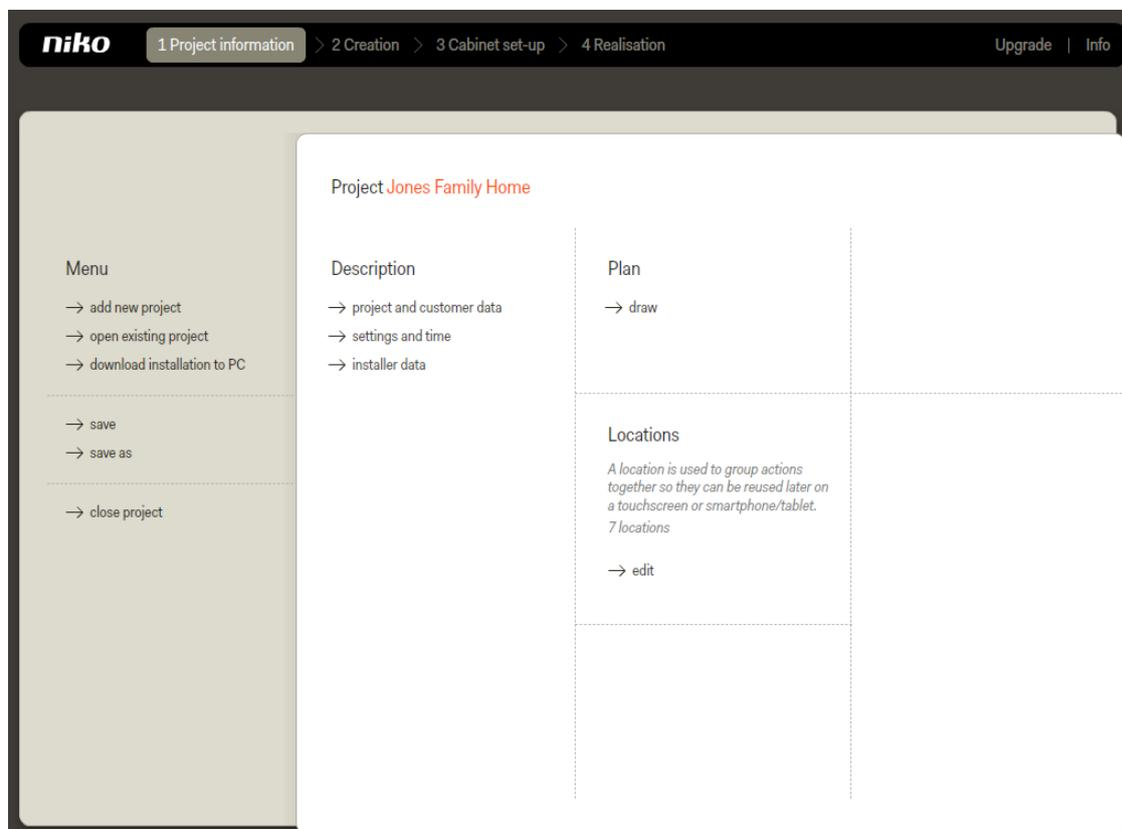 niko
1 Project information
2 Creation
3 Cabinet set-up
4 Realisation
Upgrade | Info
Project Jones Family Home
Menu
→ add new project
→ open existing project
→ download installation to PC
→ save
→ save as
→ close project
Description
→ project and customer data
→ settings and time
→ installer data
Plan
→ draw
Locations
A location is used to group actions
together so they can be reused later on
a touchscreen or smartphone/tablet.
7 locations
→ edit